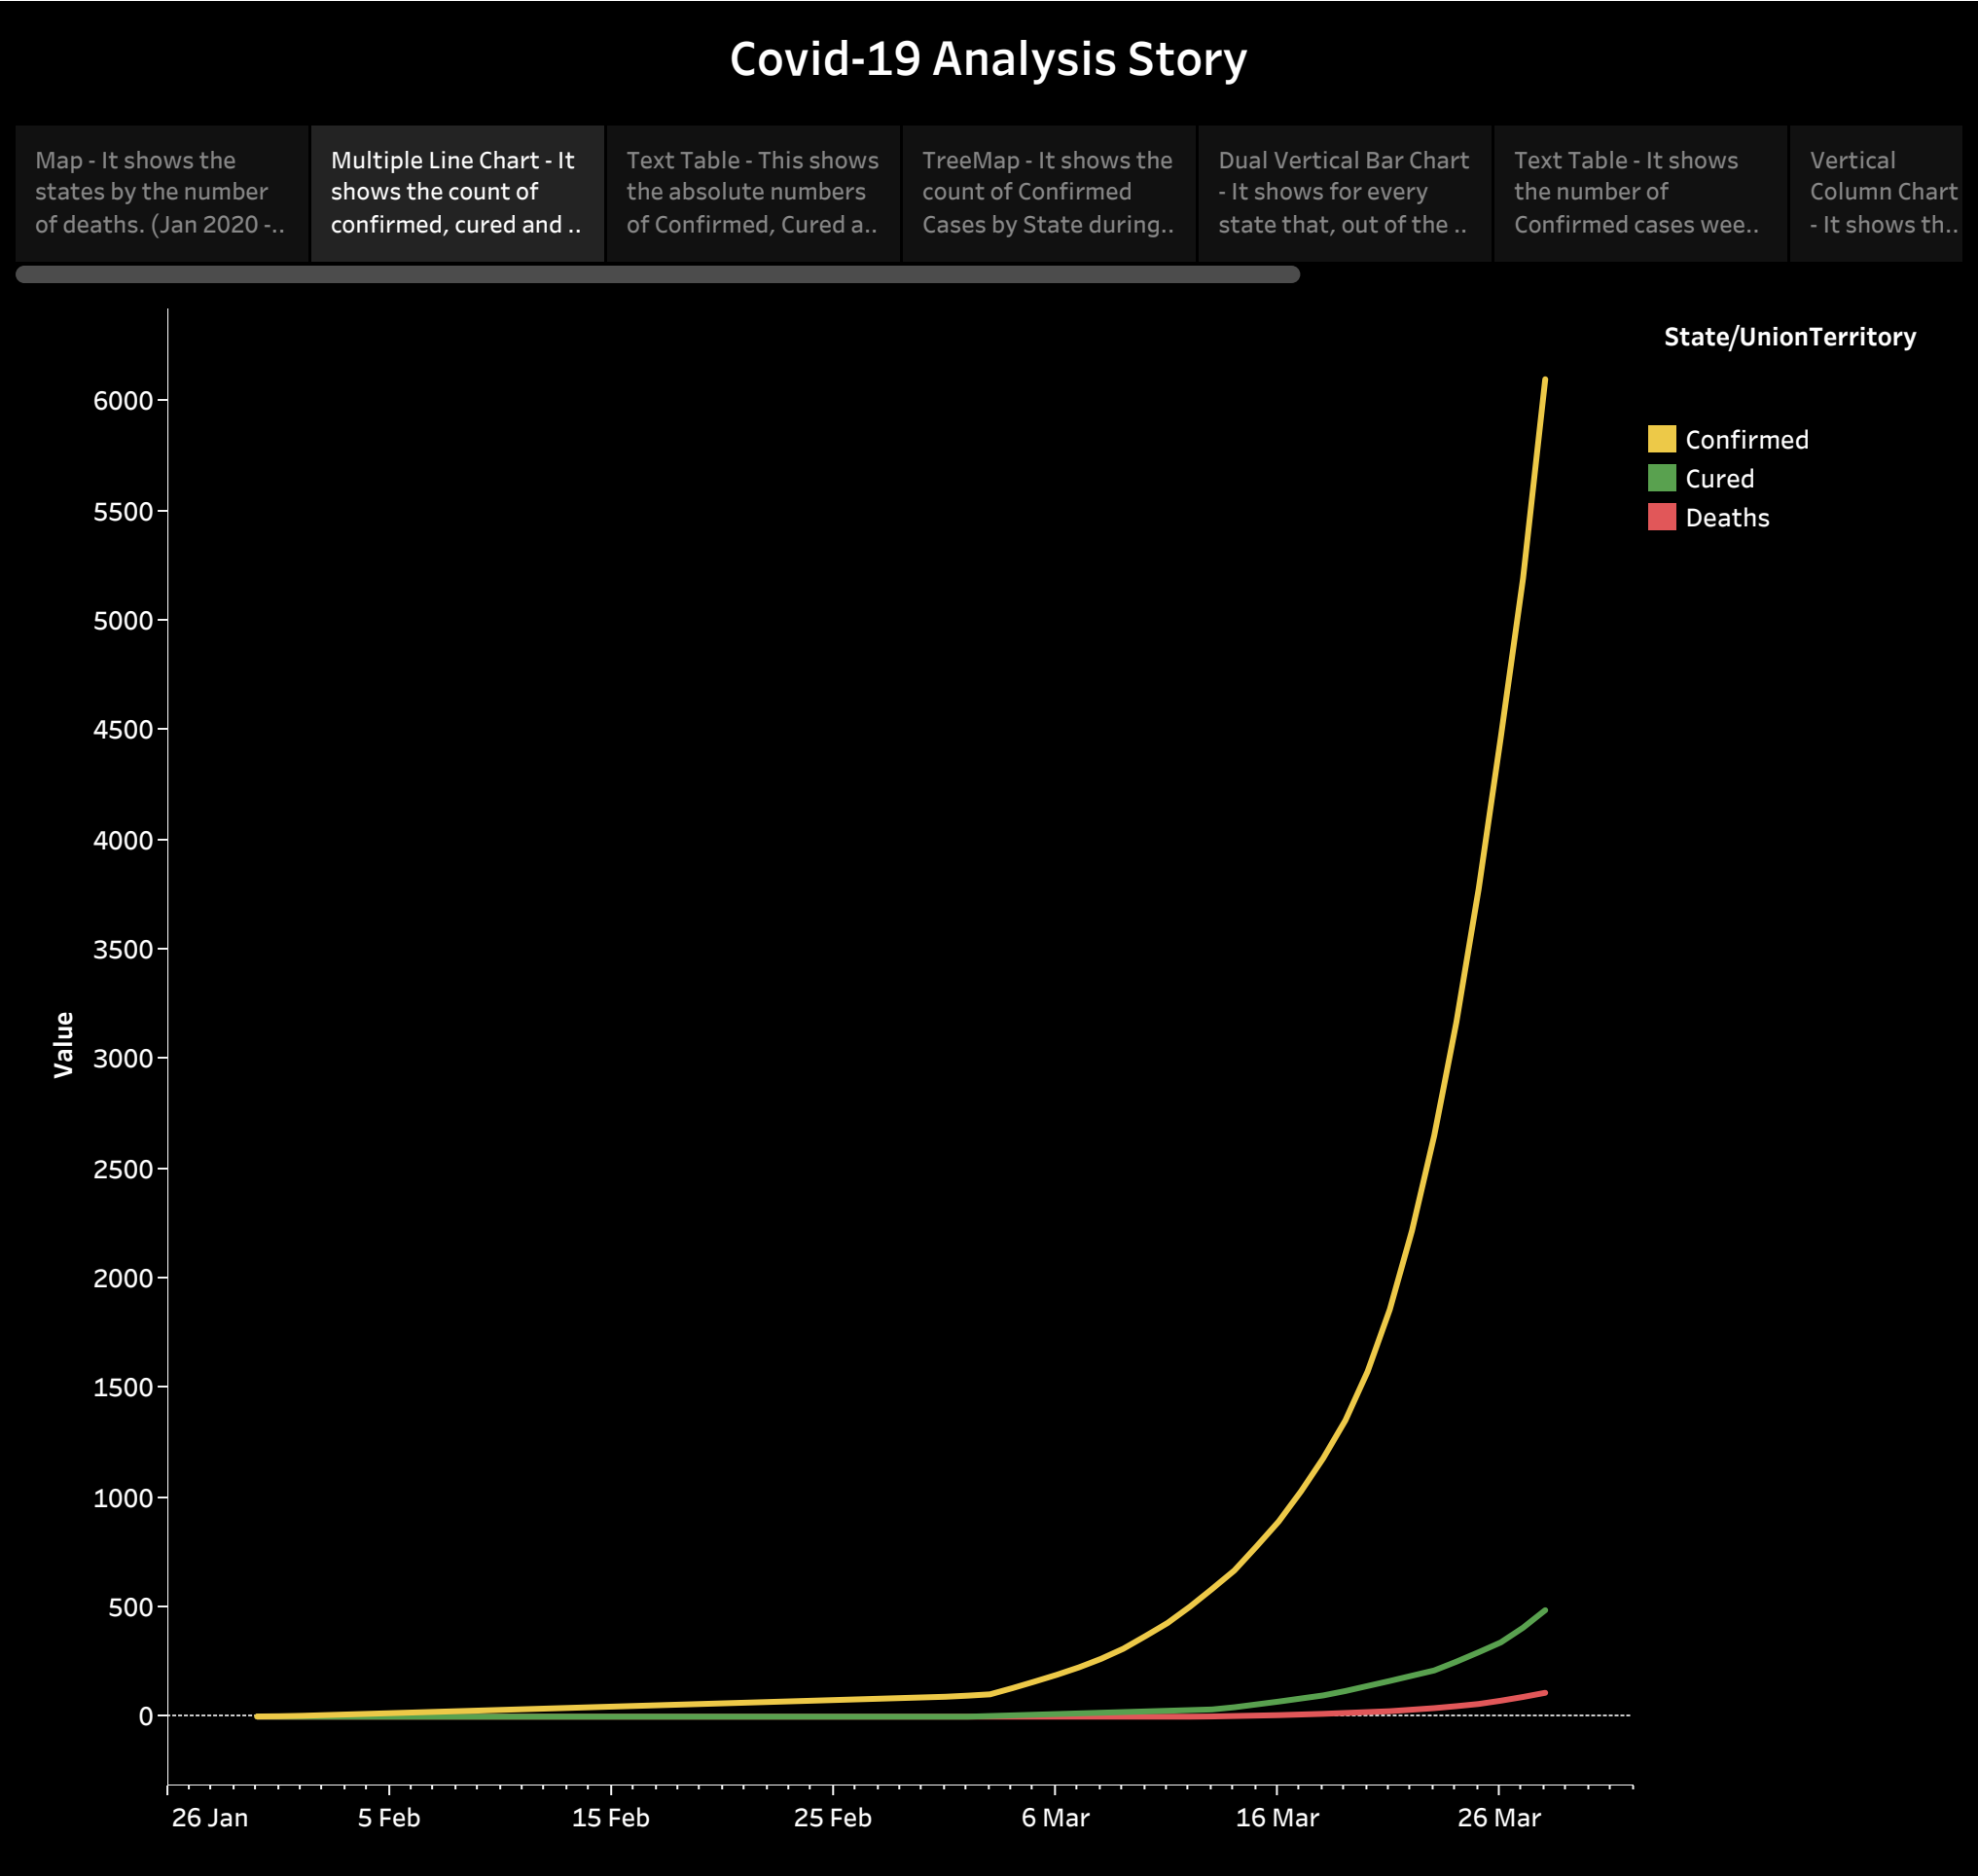 Covid-19 Analysis Story
Map - It shows the
states by the number
of deaths. (Jan 2020 -..
Multiple Line Chart - It
shows the count of
confirmed, cured and ..
Text Table - This shows
the absolute numbers
of Confirmed, Cured a..
TreeMap - It shows the
count of Confirmed
Cases by State during..
Dual Vertical Bar Chart
- It shows for every
state that, out of the ..
Text Table - It shows
the number of
Confirmed cases wee..
Vertical
Column Chart
- It shows th..
State/UnionTerritory
Confirmed
Cured
Deaths
Value
6000
5500
5000
4500
4000
3500
3000
2500
2000
1500
1000
500
0
26 Jan
5 Feb
15 Feb
25 Feb
6 Mar
16 Mar
26 Mar